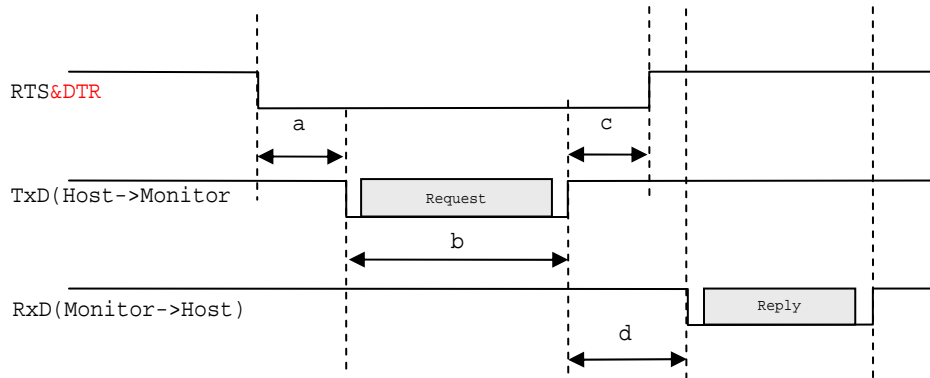 RTS&DTR
a
c
TxD(Host->Monitor
Request
b
RxD(Monitor->Host)
Reply
d